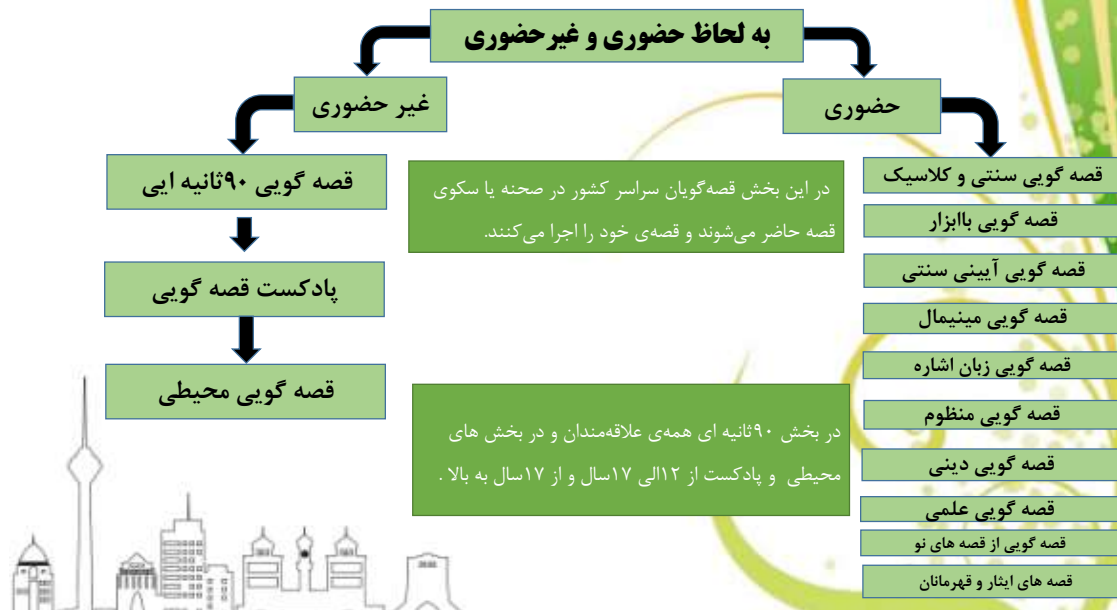 به لحاظ حضوری و غیرحضوری
حضوری
غیر حضوری
قصه گویی سنتی و کلاسیک
قصه گویی باابزار
قصه گویی آیینی سنتی
قصه گویی مینیمال
قصه گویی زبان اشاره
قصه گویی منظوم
قصه گویی دینی
قصه گویی علمی
قصه گویی از قصه های نو
قصه های ایثار و قهرمانان
در این بخش قصه‌گویان سراسر کشور در صحنه یا سکوی
قصه حاضر می‌شوند و قصه‌ی خود را اجرا می‌کنند.
در بخش ۹۰ثانیه ای همه‌ی علاقه‌مندان و در بخش های
محیطی و پادکست از ۱۲الی ۱۷سال و از ۱۷سال به بالا .
قصه گویی ۹۰ثانیه ایی
پادکست قصه گویی
قصه گویی محیطی